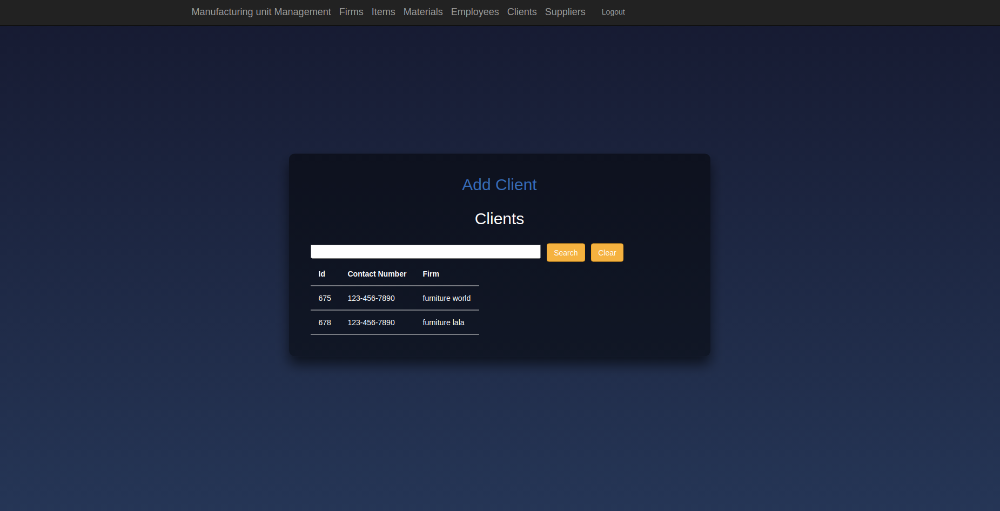 Manufacturing unit Management Firms Items Materials Employees Clients Suppliers Logout
Add Client
Clients
Search Clear
Id Contact Number Firm
675 123-456-7890 furniture world
678 123-456-7890 furniture lala